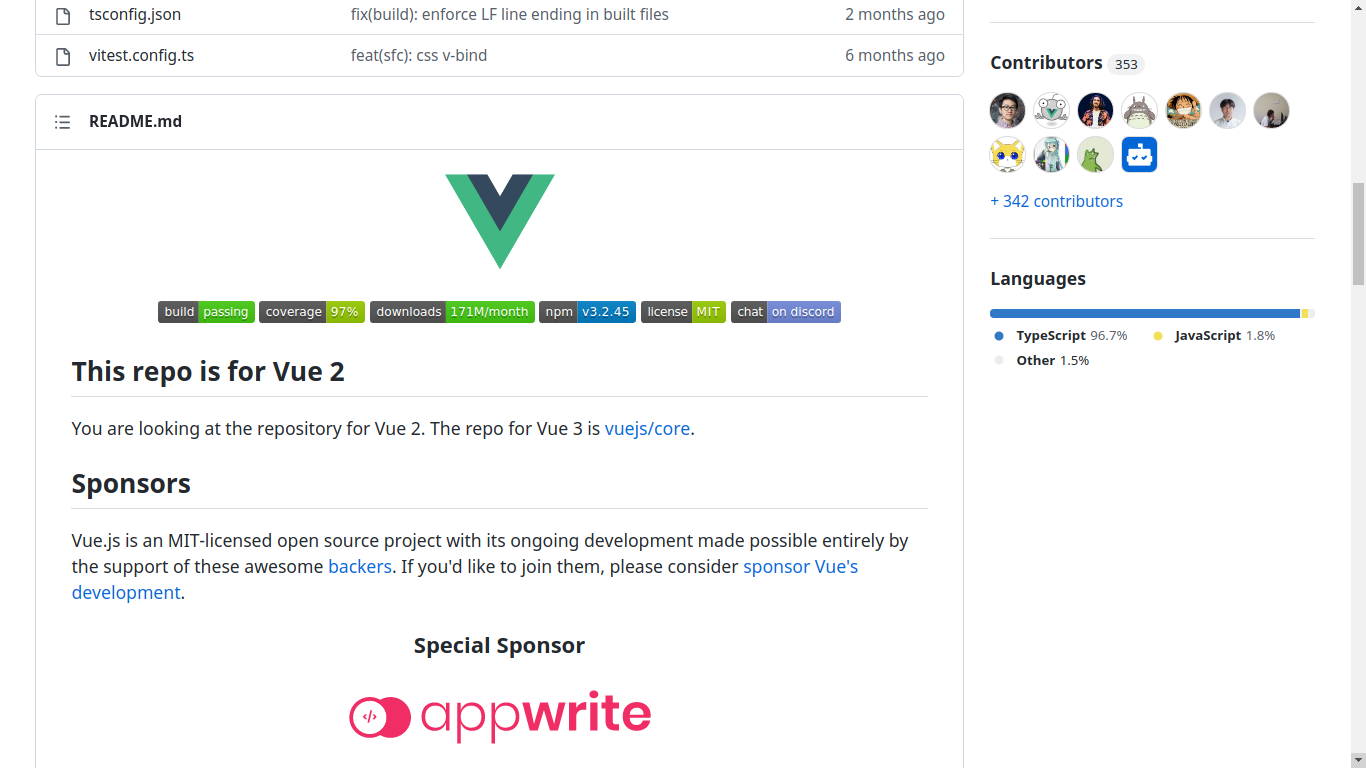 tsconfig.json fix(build): enforce LF line ending in built files 2 months ago
vitest.config.ts feat(sfc): css v-bind 6 months ago
README.md
build passing coverage 97% downloads 171M/month npm v3.2.45 license MIT chat on discord
This repo is for Vue 2
You are looking at the repository for Vue 2. The repo for Vue 3 is vuejs/core.
Sponsors
Vue.js is an MIT-licensed open source project with its ongoing development made possible entirely by
the support of these awesome backers. If you'd like to join them, please consider sponsor Vue's
development.
Special Sponsor
</> appwrite
Contributors 353
+ 342 contributors
Languages
TypeScript 96.7% JavaScript 1.8%
Other 1.5%